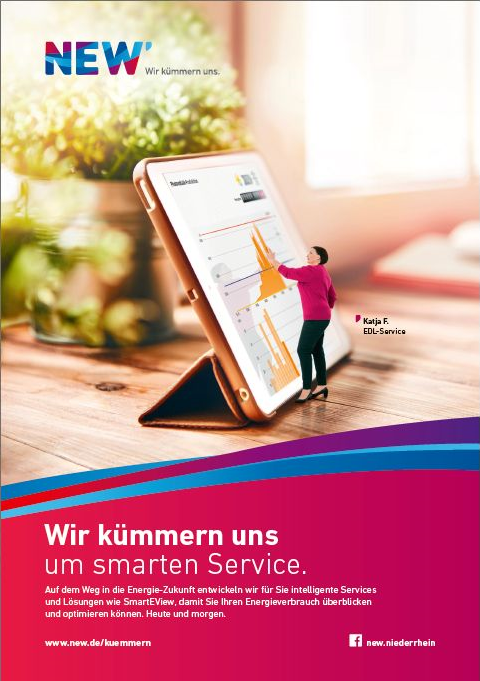 NEW'
Wir kümmern uns.
Katja F.
EDL-Service
Wir kümmern uns
um smarten Service.
Auf dem Weg in die Energie-Zukunft entwickeln wir für Sie intelligente Services
und Lösungen wie SmartEView, damit Sie Ihren Energieverbrauch überblicken
und optimieren können. Heute und morgen.
www.new.de/kuemmern
new.niederrhein